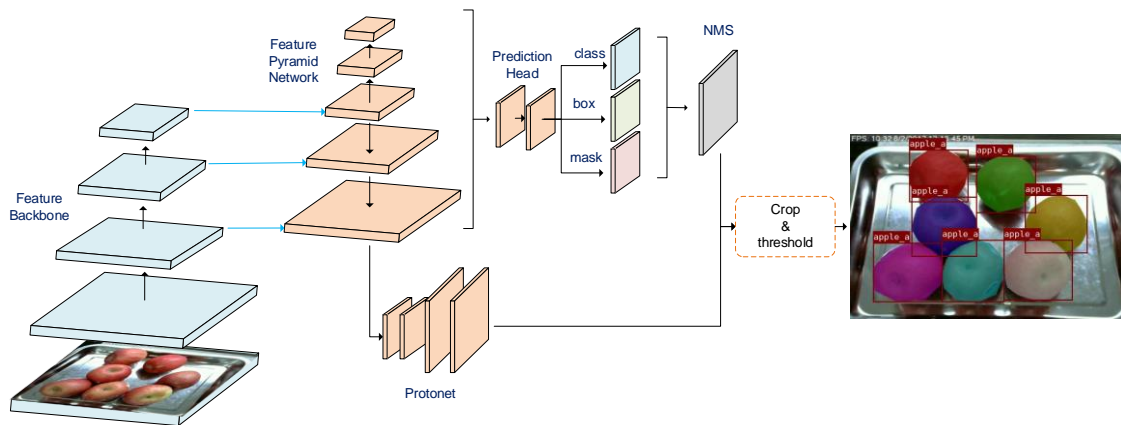 Feature
Backbone
Feature
Pyramid
Network
Prediction
Head
class
box
mask
NMS
Protonet
Crop
&
threshold
apple_a
apple_a
apple_a
apple_a
apple_a
apple_a
apple_a